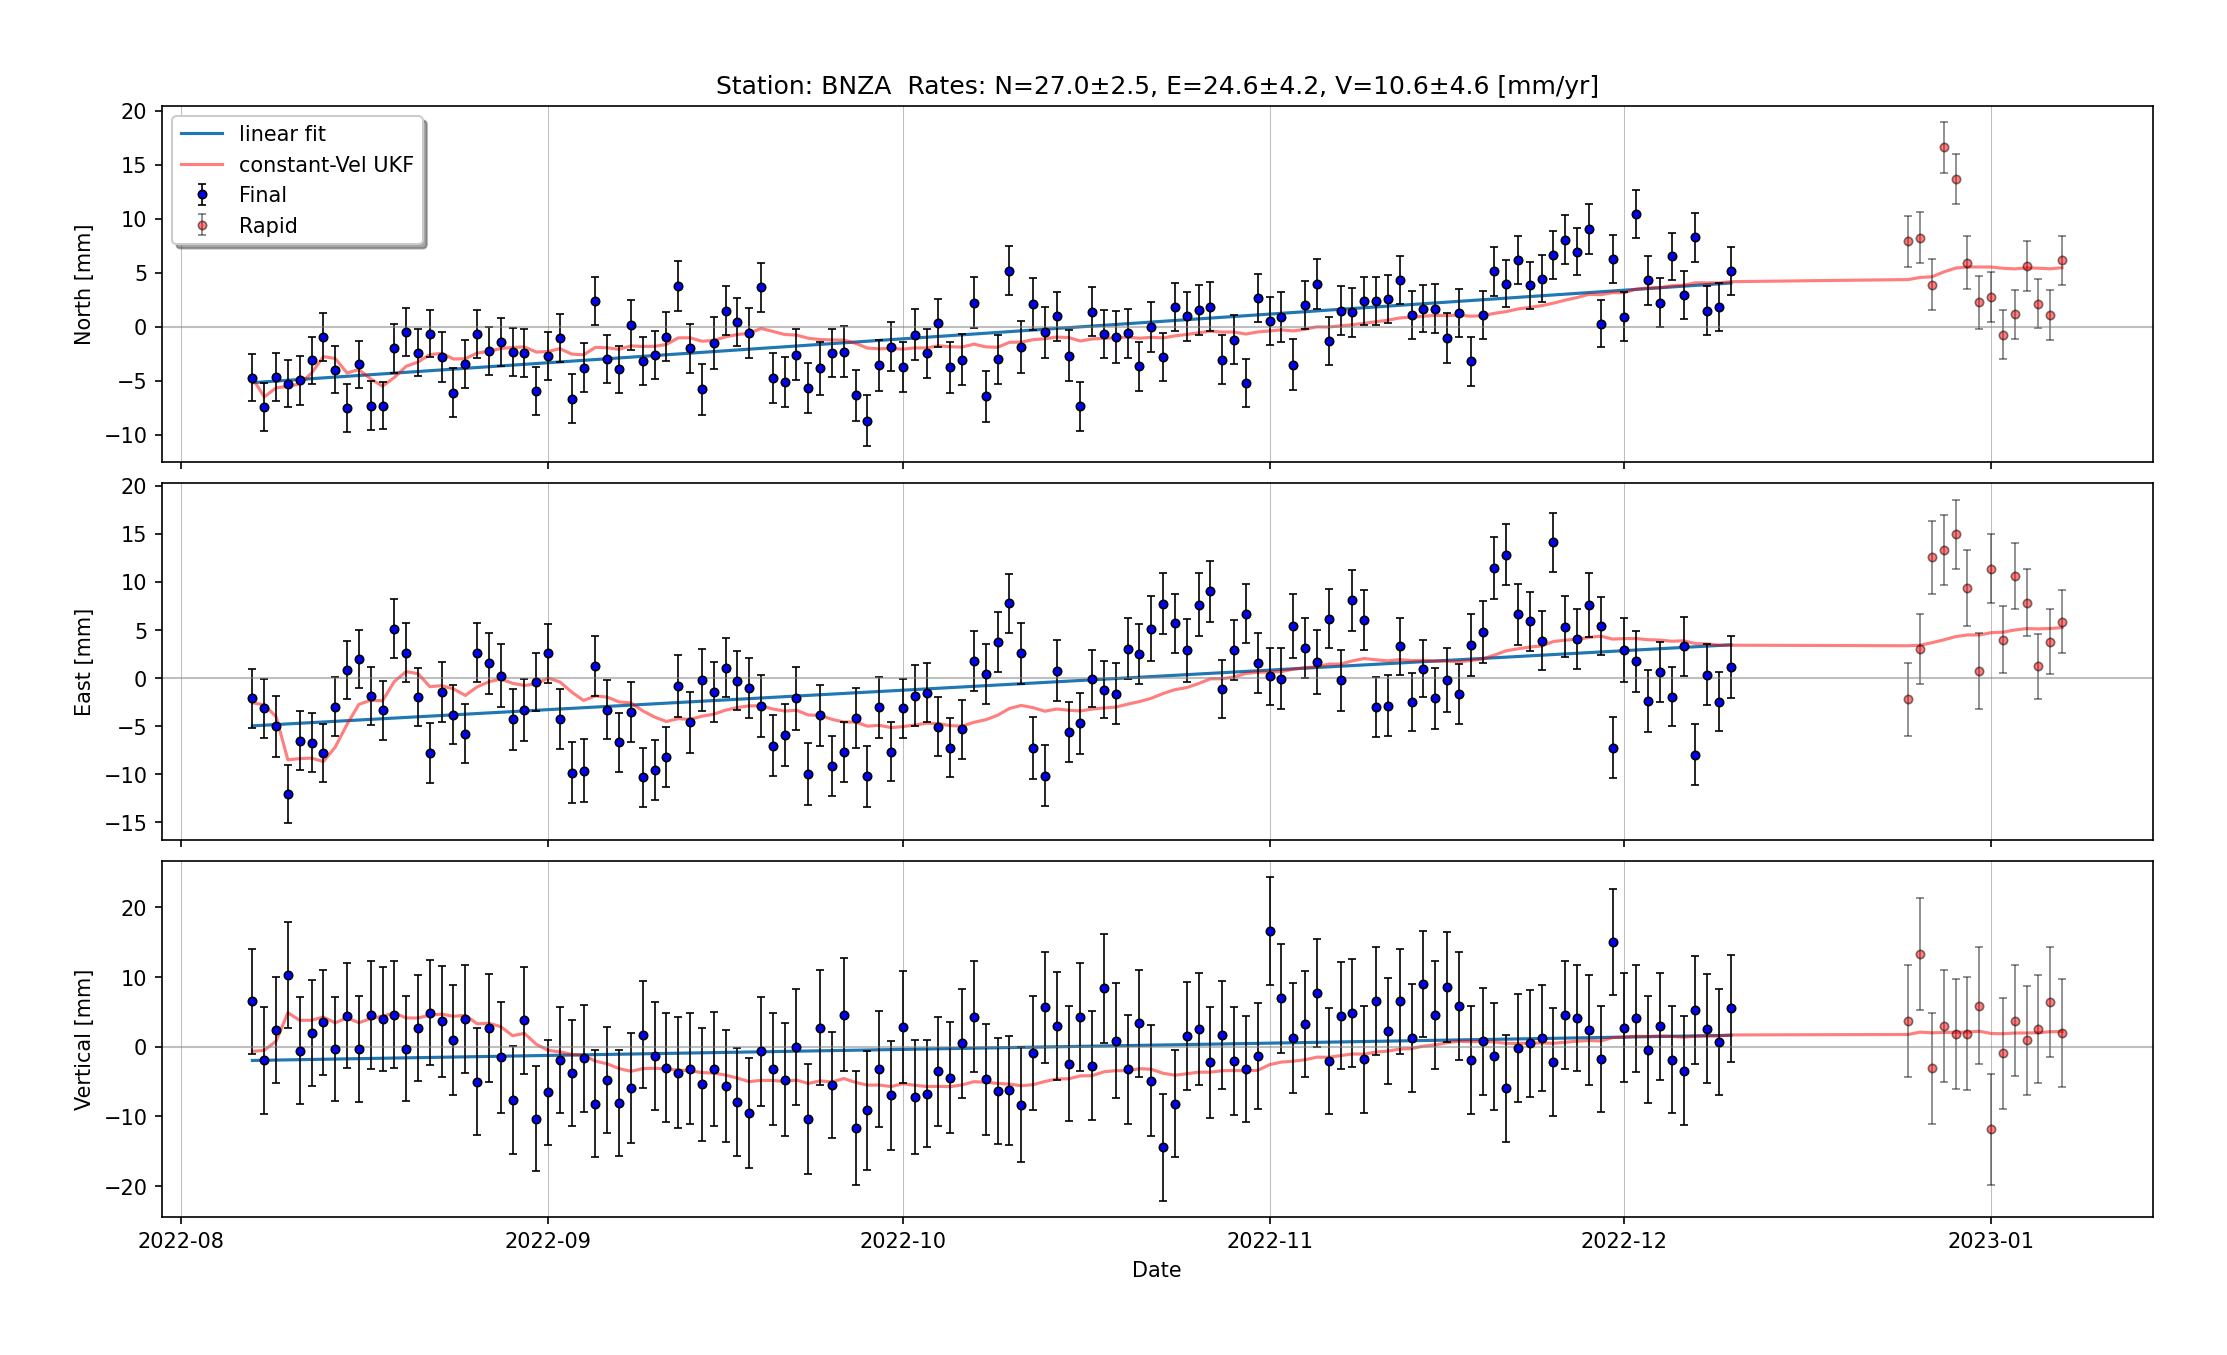 Station: BNZA  Rates: N=27.0±2.5, E=24.6±4.2, V=10.6±4.6 [mm/yr]
linear fit
constant-Vel UKF
Final
Rapid
North [mm]
20
15
10
5
0
−5
−10
East [mm]
20
15
10
5
0
−5
−10
−15
Vertical [mm]
20
10
0
−10
−20
2022-08 2022-09 2022-10 2022-11 2022-12 2023-01
Date